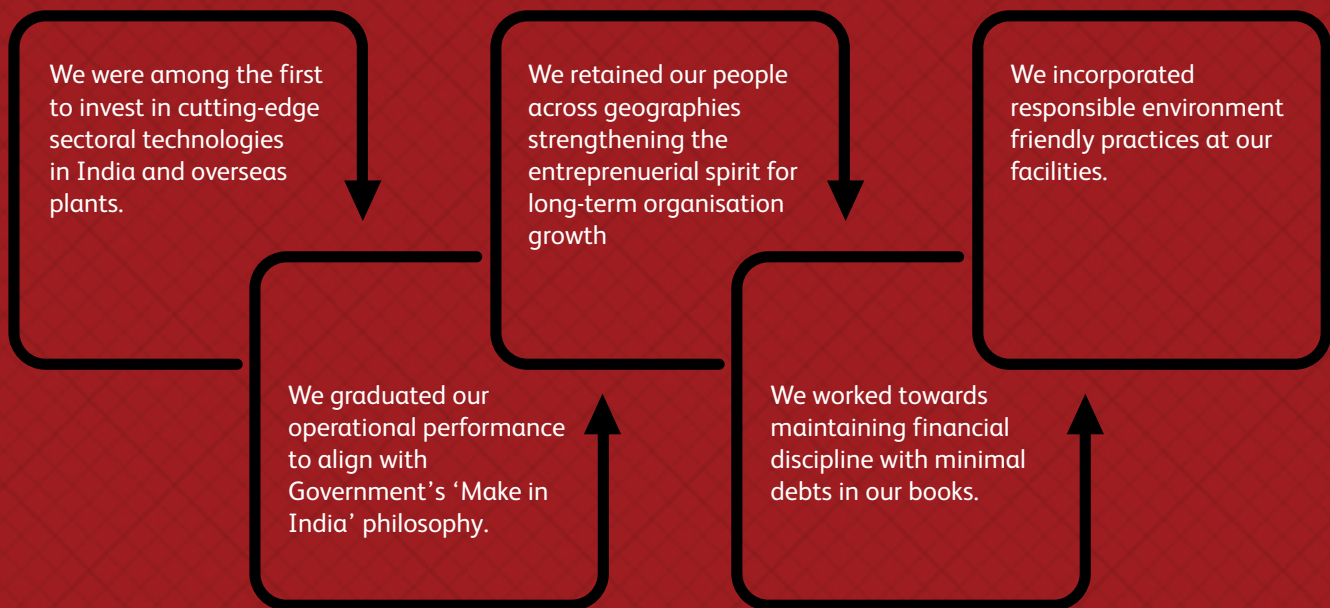 We were among the first
to invest in cutting-edge
sectoral technologies
in India and overseas
plants.
We graduated our
operational performance
to align with
Government’s ‘Make in
India’ philosophy.
We retained our people
across geographies
strengthening the
entreprenuerial spirit for
long-term organisation
growth
We worked towards
maintaining financial
discipline with minimal
debts in our books.
We incorporated
responsible environment
friendly practices at our
facilities.